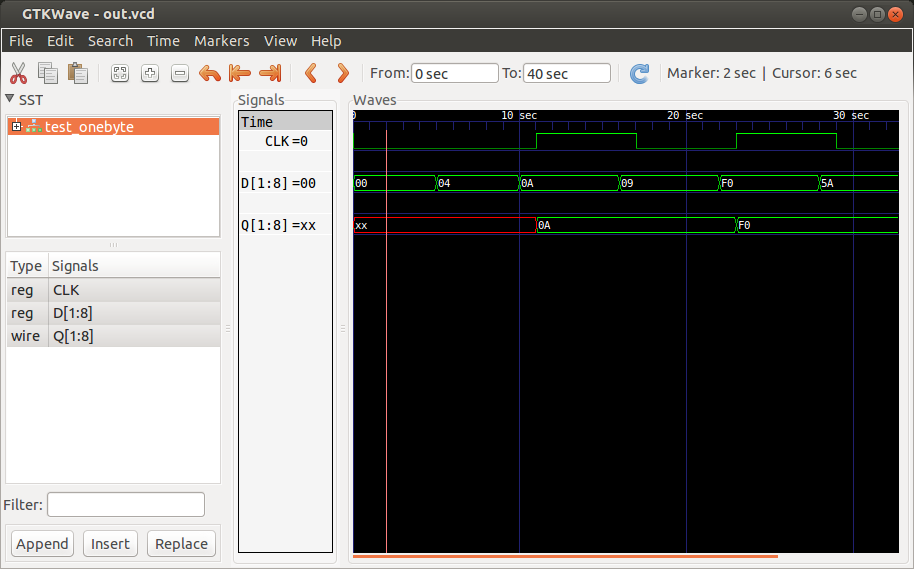 GTKWave - out.vcd
File Edit Search Time Markers View Help
From: 0 sec To: 40 sec Marker: 2 sec | Cursor: 6 sec
SST
test_onebyte
Type Signals
reg CLK
reg D[1:8]
wire Q[1:8]
Filter:
Append Insert Replace
Signals
Time
CLK=0
D[1:8]=00
Q[1:8]=xx
Waves
0 10 sec 20 sec 30 sec
00 04 0A 09 F0 5A
xx 0A F0